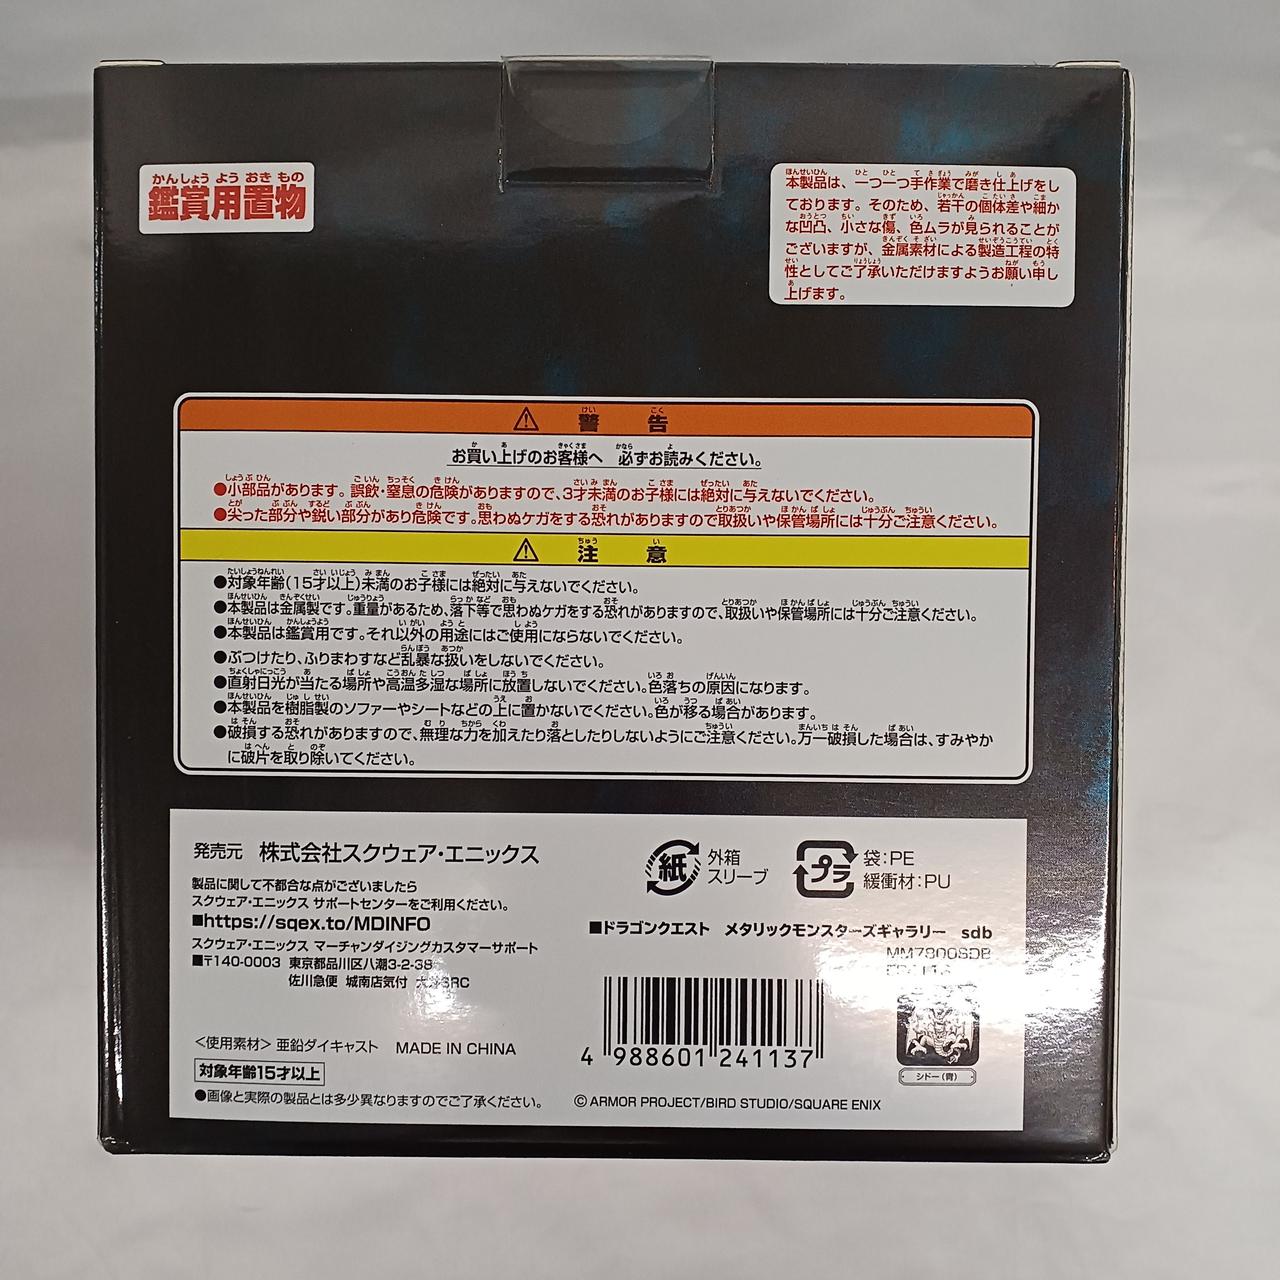 鑑賞用置物
本製品は、一つ一つ手作業で磨き仕上げをし
ております。そのため、若干の個体差や細か
な凹凸、小さな傷、色ムラが見られることが
ございますが、金属素材による製造工程の特
性としてご了承いただけますようお願い申し
上げます。
警告
お買い上げのお客様へ 必ずお読みください。
●小部品があります。誤飲・窒息の危険がありますので、3才未満のお子様には絶対に与えないでください。
●尖った部分や鋭い部分があり危険です。思わぬケガをする恐れがありますので取扱いや保管場所には十分ご注意ください。
注意
●対象年齢(15才以上)未満のお子様には絶対に与えないでください。
●本製品は金属製です。重量があるため、落下等で思わぬケガをする恐れがありますので、取扱いや保管場所には十分ご注意ください。
●本製品は鑑賞用です。それ以外の用途にはご使用にならないでください。
●ぶつけたり、ふりまわすなど乱暴な扱いをしないでください。
●直射日光が当たる場所や高温多湿な場所に放置しないでください。色落ちの原因になります。
●本製品を樹脂製のソファーやシートなどの上に置かないでください。色が移る場合があります。
●破損する恐れがありますので、無理な力を加えたり落としたりしないようにご注意ください。万一破損した場合は、すみやか
に破片を取り除いてください。
発売元 株式会社スクウェア・エニックス
製品に関して不都合な点がございましたら
スクウェア・エニックス サポートセンターをご利用ください。
■https://sqex.to/MDINFO
スクウェア・エニックス マーチャンダイジングカスタマーサポート
■〒140-0003 東京都品川区八潮3-2-38
佐川急便 城南店気付 SRC
<使用素材> 亜鉛ダイキャスト MADE IN CHINA
対象年齢15才以上
●画像と実際の製品とは多少異なりますのでご了承ください。
紙 外箱
スリーブ
プラ 袋:PE
緩衝材:PU
■ドラゴンクエスト メタリックモンスターズギャラリー sdb
MM7800SDB
4 988601 241137
シドー(青)
© ARMOR PROJECT/BIRD STUDIO/SQUARE ENIX